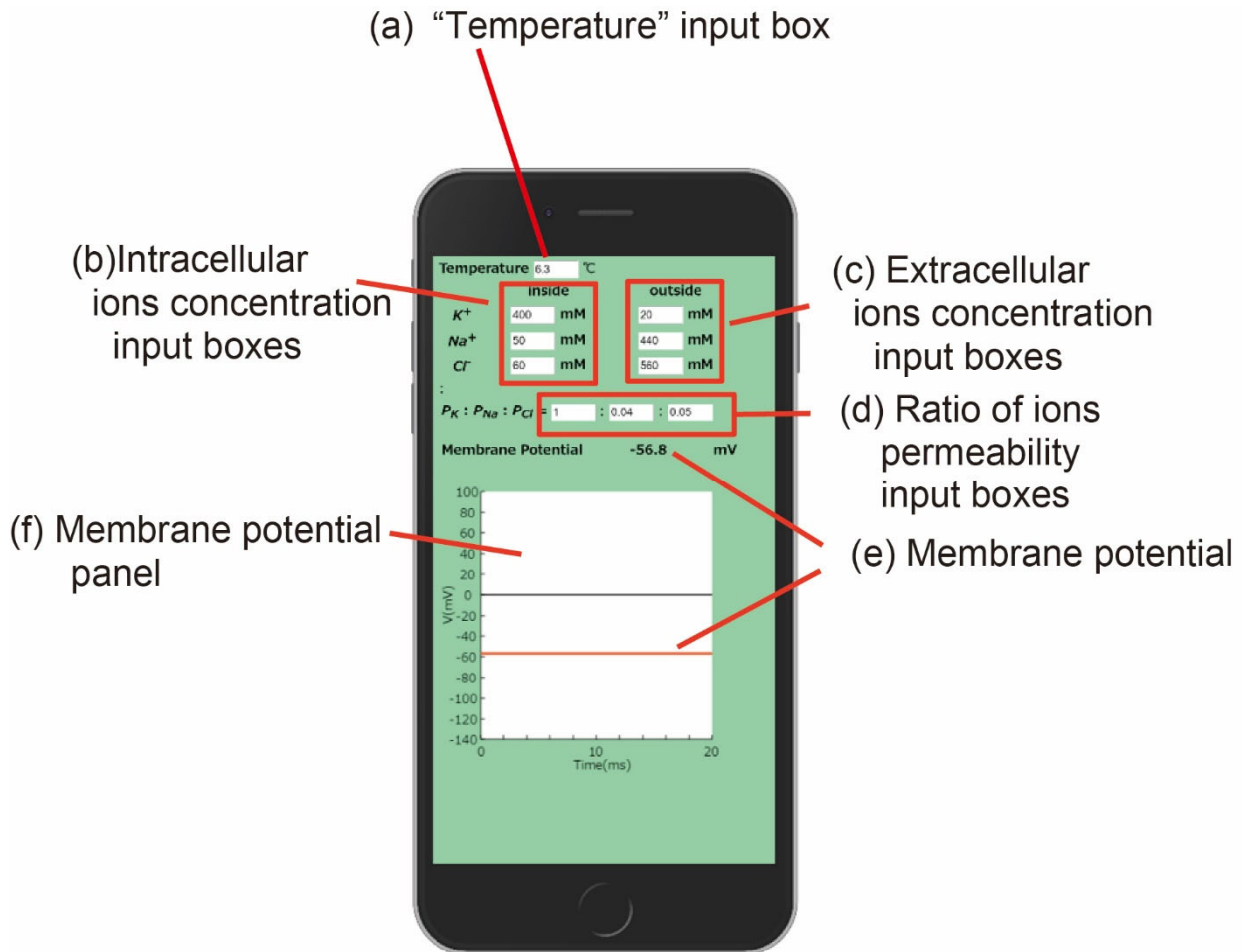 (a) “Temperature” input box
(b)Intracellular
ions concentration
input boxes
(c) Extracellular
ions concentration
input boxes
Temperature 6.3 ℃
inside outside
K+ 400 mM 20 mM
Na+ 50 mM 440 mM
Cl- 60 mM 560 mM
:
PK : PNa : PCl = 1 : 0.04 : 0.05
(d) Ratio of ions
permeability
input boxes
Membrane Potential -56.8 mV
(f) Membrane potential
panel
(e) Membrane potential
100
80
60
40
20
0
-20
-40
-60
-80
-100
-120
-140
V(mV)
0 10 20
Time(ms)